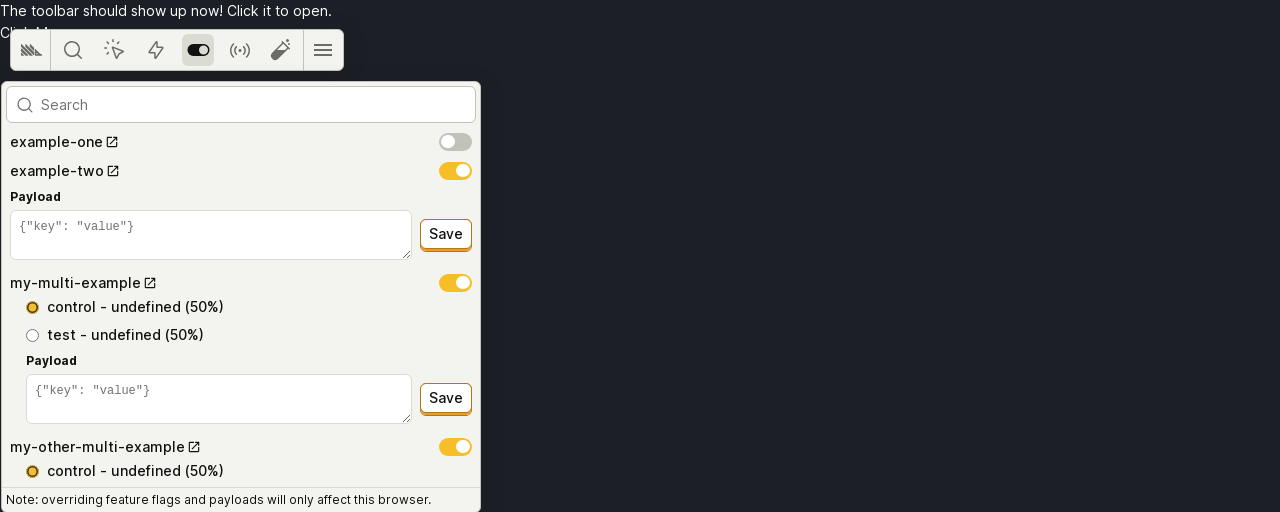 The toolbar should show up now! Click it to open.
Search
example-one
example-two
Payload
{"key": "value"}
Save
my-multi-example
control - undefined (50%)
test - undefined (50%)
Payload
{"key": "value"}
Save
my-other-multi-example
control - undefined (50%)
Note: overriding feature flags and payloads will only affect this browser.